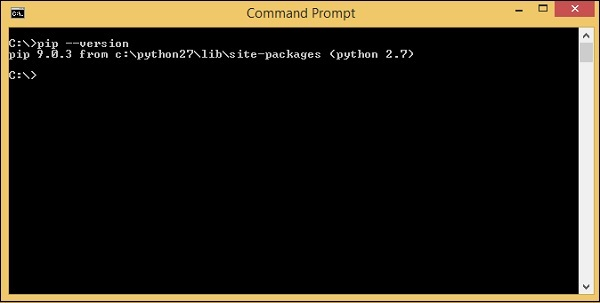 Command Prompt
C:\>pip --version
pip 9.0.3 from c:\python27\lib\site-packages (python 2.7)
C:\>